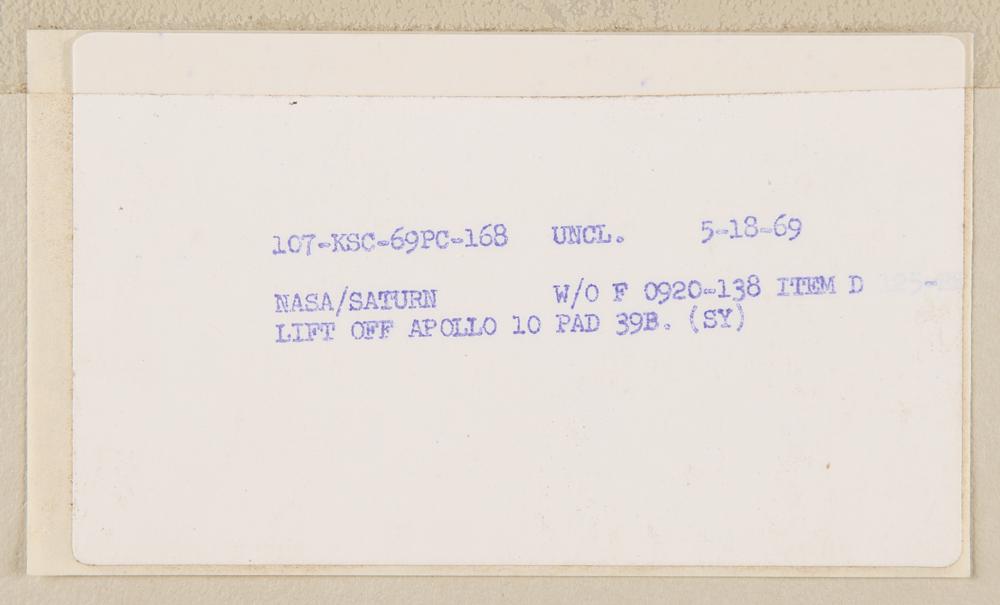 107-KSC-69PC-168 UNCL. 5-18-69
NASA/SATURN W/O F 0920-138 ITEM D
LIFT OFF APOLLO 10 PAD 39B. (SY)